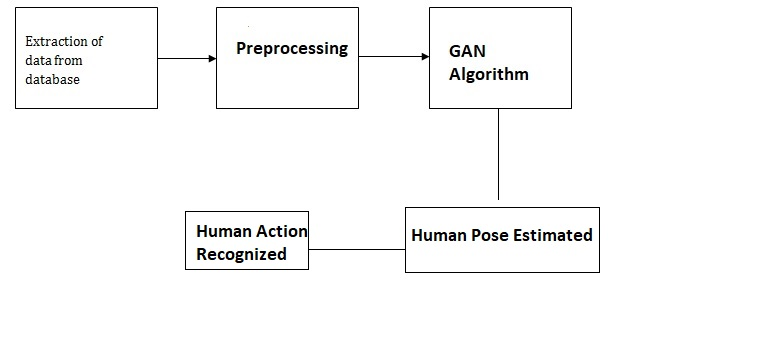 Extraction of
data from
database
Preprocessing
GAN
Algorithm
Human Action
Recognized
Human Pose Estimated